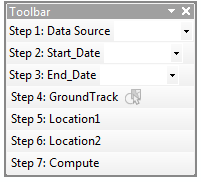 Toolbar
Step 1: Data Source
Step 2: Start_Date
Step 3: End_Date
Step 4: GroundTrack
Step 5: Location1
Step 6: Location2
Step 7: Compute